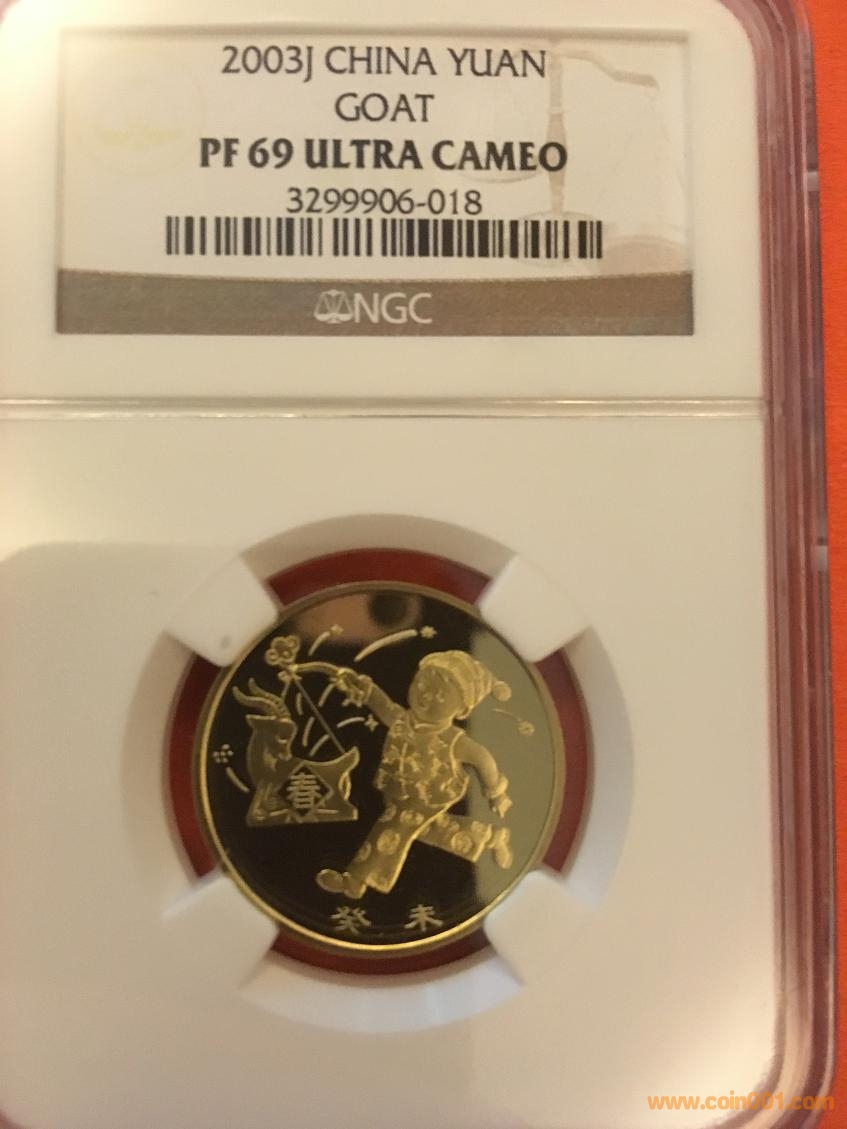 2003J CHINA YUAN
GOAT
PF 69 ULTRA CAMEO
3299906-018
NGC
春
癸 未
www.coin001.com